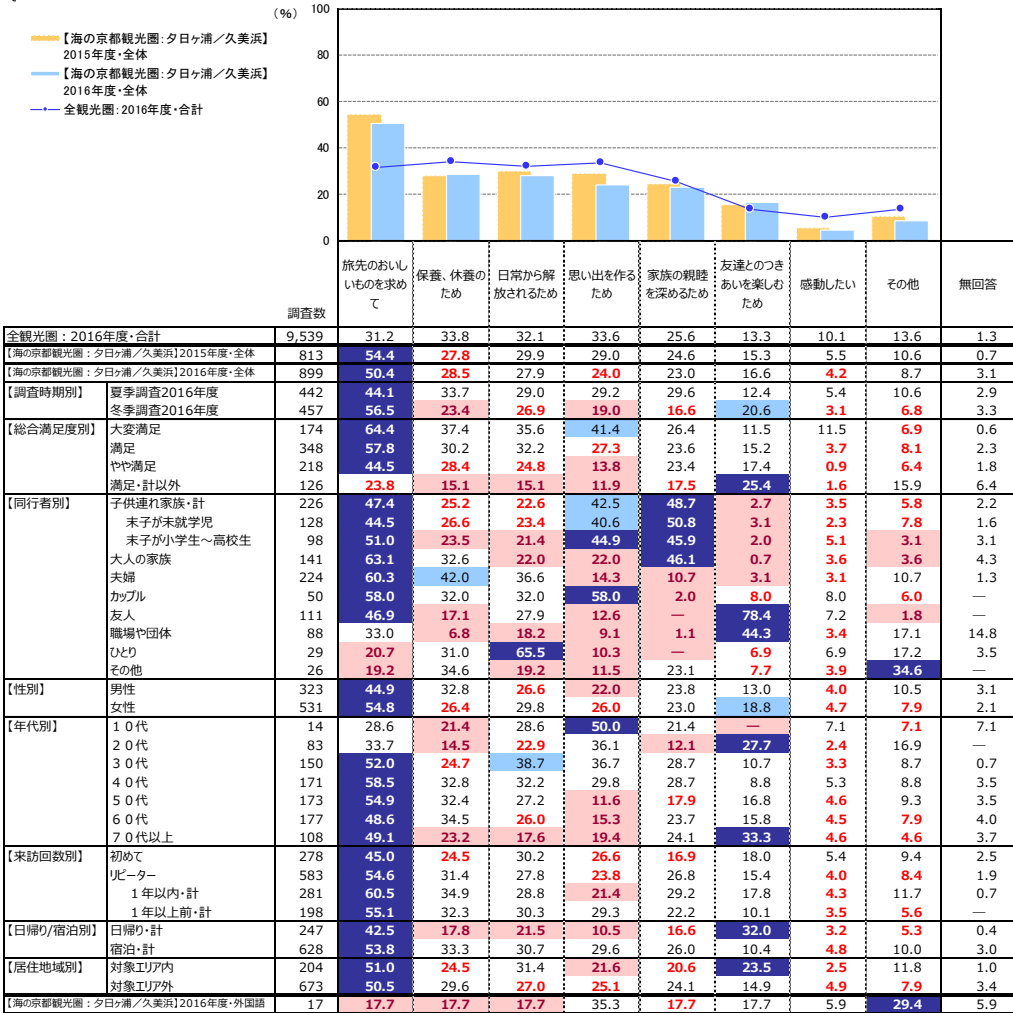 (%)
100
80
60
40
20
0
【海の京都観光圏:夕日ヶ浦／久美浜】
2015年度・全体
【海の京都観光圏:夕日ヶ浦／久美浜】
2016年度・全体
全観光圏:2016年度・合計
調査数 旅先のおいしいものを求めて 保養、休養のため 日常から解放されるため 思い出を作るため 家族の親睦を深めるため 友達とのつきあいを楽しむため 感動したい その他 無回答
全観光圏：2016年度・合計 9,539 31.2 33.8 32.1 33.6 25.6 13.3 10.1 13.6 1.3
【海の京都観光圏：夕日ヶ浦／久美浜】2015年度・全体 813 54.4 27.8 29.9 29.0 24.6 15.3 5.5 10.6 0.7
【海の京都観光圏：夕日ヶ浦／久美浜】2016年度・全体 899 50.4 28.5 27.9 24.0 23.0 16.6 4.2 8.7 3.1
【調査時期別】 夏季調査2016年度 442 44.1 33.7 29.0 29.2 29.6 12.4 5.4 10.6 2.9
冬季調査2016年度 457 56.5 23.4 26.9 19.0 16.6 20.6 3.1 6.8 3.3
【総合満足度別】 大変満足 174 64.4 37.4 35.6 41.4 26.4 11.5 11.5 6.9 0.6
満足 348 57.8 30.2 32.2 27.3 23.6 15.2 3.7 8.1 2.3
やや満足 218 44.5 28.4 24.8 13.8 23.4 17.4 0.9 6.4 1.8
満足・計以外 126 23.8 15.1 15.1 11.9 17.5 25.4 1.6 15.9 6.4
【同行者別】 子供連れ家族・計 226 47.4 25.2 22.6 42.5 48.7 2.7 3.5 5.8 2.2
末子が未就学児 128 44.5 26.6 23.4 40.6 50.8 3.1 2.3 7.8 1.6
末子が小学生～高校生 98 51.0 23.5 21.4 44.9 45.9 2.0 5.1 3.1 3.1
大人の家族 141 63.1 32.6 22.0 22.0 46.1 0.7 3.6 3.6 4.3
夫婦 224 60.3 42.0 36.6 14.3 10.7 3.1 3.1 10.7 1.3
カップル 50 58.0 32.0 32.0 58.0 2.0 8.0 8.0 6.0 —
友人 111 46.9 17.1 27.9 12.6 — 78.4 7.2 1.8 —
職場や団体 88 33.0 6.8 18.2 9.1 1.1 44.3 3.4 17.1 14.8
ひとり 29 20.7 31.0 65.5 10.3 — 6.9 6.9 17.2 3.5
その他 26 19.2 34.6 19.2 11.5 23.1 7.7 3.9 34.6 —
【性別】 男性 323 44.9 32.8 26.6 22.0 23.8 13.0 4.0 10.5 3.1
女性 531 54.8 26.4 29.8 26.0 23.0 18.8 4.7 7.9 2.1
【年代別】 １０代 14 28.6 21.4 28.6 50.0 21.4 — 7.1 7.1 7.1
２０代 83 33.7 14.5 22.9 36.1 12.1 27.7 2.4 16.9 —
３０代 150 52.0 24.7 38.7 36.7 28.7 10.7 3.3 8.7 0.7
４０代 171 58.5 32.8 32.2 29.8 28.7 8.8 5.3 8.8 3.5
５０代 173 54.9 32.4 27.2 11.6 17.9 16.8 4.6 9.3 3.5
６０代 177 48.6 34.5 26.0 15.3 23.7 15.8 4.5 7.9 4.0
７０代以上 108 49.1 23.2 17.6 19.4 24.1 33.3 4.6 4.6 3.7
【来訪回数別】 初めて 278 45.0 24.5 30.2 26.6 16.9 18.0 5.4 9.4 2.5
リピーター 583 54.6 31.4 27.8 23.8 26.8 15.4 4.0 8.4 1.9
１年以内・計 281 60.5 34.9 28.8 21.4 29.2 17.8 4.3 11.7 0.7
１年以上前・計 198 55.1 32.3 30.3 29.3 22.2 10.1 3.5 5.6 —
【日帰り/宿泊別】 日帰り・計 247 42.5 17.8 21.5 10.5 16.6 32.0 3.2 5.3 0.4
宿泊・計 628 53.8 33.3 30.7 29.6 26.0 10.4 4.8 10.0 3.0
【居住地域別】 対象エリア内 204 51.0 24.5 31.4 21.6 20.6 23.5 2.5 11.8 1.0
対象エリア外 673 50.5 29.6 27.0 25.1 24.1 14.9 4.9 7.9 3.4
【海の京都観光圏：夕日ヶ浦／久美浜】2016年度・外国語 17 17.7 17.7 17.7 35.3 17.7 17.7 5.9 29.4 5.9